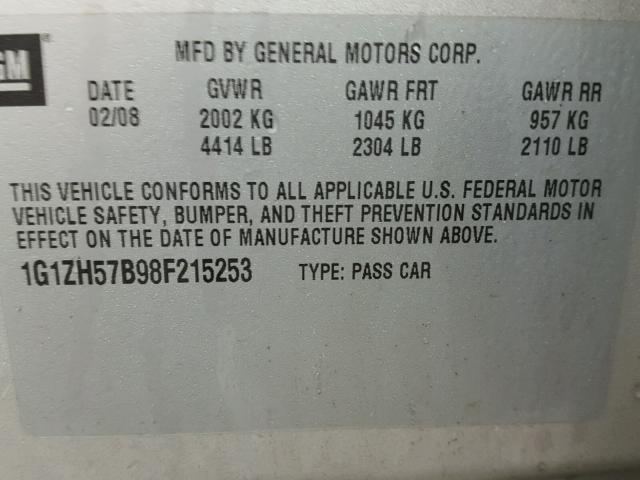 GM®
MFD BY GENERAL MOTORS CORP.
DATE GVWR GAWR FRT GAWR RR
02/08 2002 KG 1045 KG 957 KG
4414 LB 2304 LB 2110 LB
THIS VEHICLE CONFORMS TO ALL APPLICABLE U.S. FEDERAL MOTOR
VEHICLE SAFETY, BUMPER, AND THEFT PREVENTION STANDARDS IN
EFFECT ON THE DATE OF MANUFACTURE SHOWN ABOVE.
1G1ZH57B98F215253 TYPE: PASS CAR